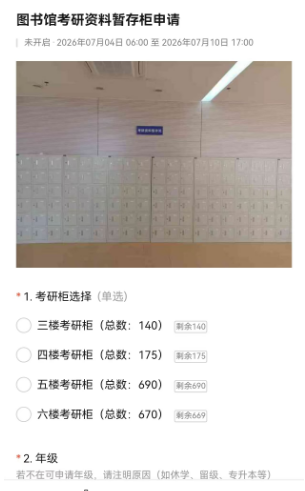 图书馆考研资料暂存柜申请
未开启 · 2026年07月04日 06:00 至 2026年07月10日 17:00
* 1. 考研柜选择（单选）
三楼考研柜（总数：140） 剩余140
四楼考研柜（总数：175） 剩余175
五楼考研柜（总数：690） 剩余690
六楼考研柜（总数：670） 剩余669
* 2. 年级
若不在可申请年级，请注明原因（如休学、留级、专升本等）